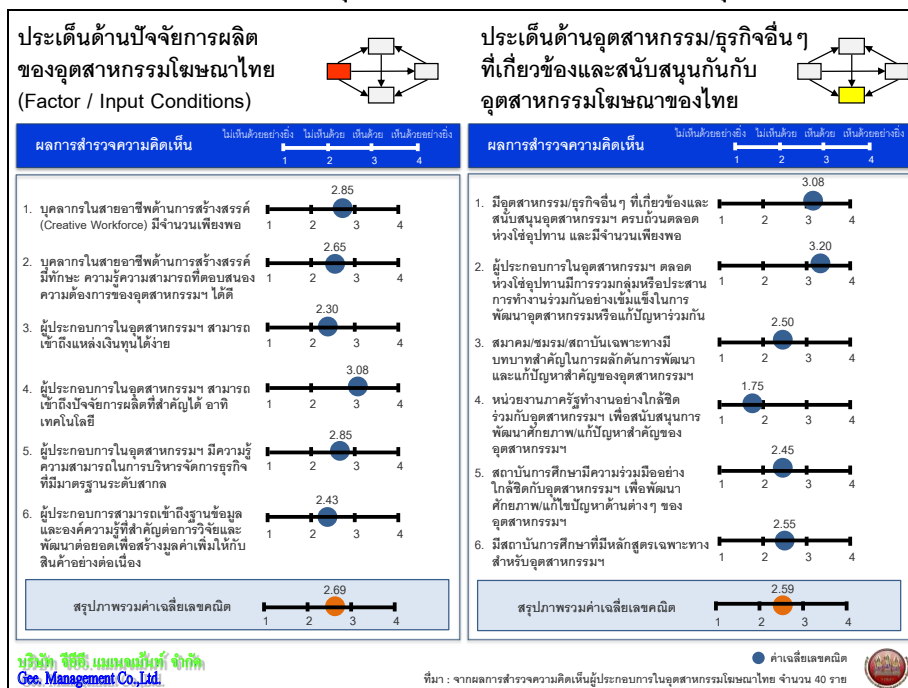 ประเด็นด้านปัจจัยการผลิต
ของอุตสาหกรรมโฆษณาไทย
(Factor / Input Conditions)
ผลการสำรวจความคิดเห็น
ไม่เห็นด้วยอย่างยิ่ง ไม่เห็นด้วย เห็นด้วย เห็นด้วยอย่างยิ่ง
1 2 3 4
2.85
1. บุคลากรในสายอาชีพด้านการสร้างสรรค์
(Creative Workforce) มีจำนวนเพียงพอ
1 2 3 4
2.65
2. บุคลากรในสายอาชีพด้านการสร้างสรรค์
มีทักษะ ความรู้ความสามารถที่ตอบสนอง
ความต้องการของอุตสาหกรรมฯ ได้ดี
1 2 3 4
2.30
3. ผู้ประกอบการในอุตสาหกรรมฯ สามารถ
เข้าถึงแหล่งเงินทุนได้ง่าย
1 2 3 4
3.08
4. ผู้ประกอบการในอุตสาหกรรมฯ สามารถ
เข้าถึงปัจจัยการผลิตที่สำคัญได้ อาทิ
เทคโนโลยี
1 2 3 4
2.85
5. ผู้ประกอบการในอุตสาหกรรมฯ มีความรู้
ความสามารถในการบริหารจัดการธุรกิจ
ที่มีมาตรฐานระดับสากล
1 2 3 4
2.43
6. ผู้ประกอบการสามารถเข้าถึงฐานข้อมูล
และองค์ความรู้ที่สำคัญต่อการวิจัยและ
พัฒนาต่อยอดเพื่อสร้างมูลค่าเพิ่มให้กับ
สินค้าอย่างต่อเนื่อง
1 2 3 4
2.69
สรุปภาพรวมค่าเฉลี่ยเลขคณิต
1 2 3 4
ประเด็นด้านอุตสาหกรรม/ธุรกิจอื่นๆ
ที่เกี่ยวข้องและสนับสนุนกันกับ
อุตสาหกรรมโฆษณาของไทย
ผลการสำรวจความคิดเห็น
ไม่เห็นด้วยอย่างยิ่ง ไม่เห็นด้วย เห็นด้วย เห็นด้วยอย่างยิ่ง
1 2 3 4
3.08
1. มีอุตสาหกรรม/ธุรกิจอื่นๆ ที่เกี่ยวข้องและ
สนับสนุนอุตสาหกรรมฯ ครบถ้วนตลอด
ห่วงโซ่อุปทาน และมีจำนวนเพียงพอ
1 2 3 4
3.20
2. ผู้ประกอบการในอุตสาหกรรมฯ ตลอด
ห่วงโซ่อุปทานมีการรวมกลุ่มหรือประสาน
การทำงานร่วมกันอย่างเข้มแข็งในการ
พัฒนาอุตสาหกรรมหรือแก้ปัญหาร่วมกัน
1 2 3 4
2.50
3. สมาคม/ชมรม/สถาบันเฉพาะทางมี
บทบาทสำคัญในการผลักดันการพัฒนา
และแก้ปัญหาสำคัญของอุตสาหกรรมฯ
1 2 3 4
1.75
4. หน่วยงานภาครัฐทำงานอย่างใกล้ชิด
ร่วมกับอุตสาหกรรมฯ เพื่อสนับสนุนการ
พัฒนาศักยภาพ/แก้ปัญหาสำคัญของ
อุตสาหกรรมฯ
1 2 3 4
2.45
5. สถาบันการศึกษามีความร่วมมืออย่าง
ใกล้ชิดกับอุตสาหกรรมฯ เพื่อพัฒนา
ศักยภาพ/แก้ไขปัญหาด้านต่างๆ ของ
อุตสาหกรรมฯ
1 2 3 4
2.55
6. มีสถาบันการศึกษาที่มีหลักสูตรเฉพาะทาง
สำหรับอุตสาหกรรมฯ
1 2 3 4
2.59
สรุปภาพรวมค่าเฉลี่ยเลขคณิต
1 2 3 4
บริษัท จีอีอี แมเนจเม้นท์ จำกัด
Gee. Management Co.,Ltd.
ค่าเฉลี่ยเลขคณิต
ที่มา : จากผลการสำรวจความคิดเห็นผู้ประกอบการในอุตสาหกรรมโฆษณาไทย จำนวน 40 ราย